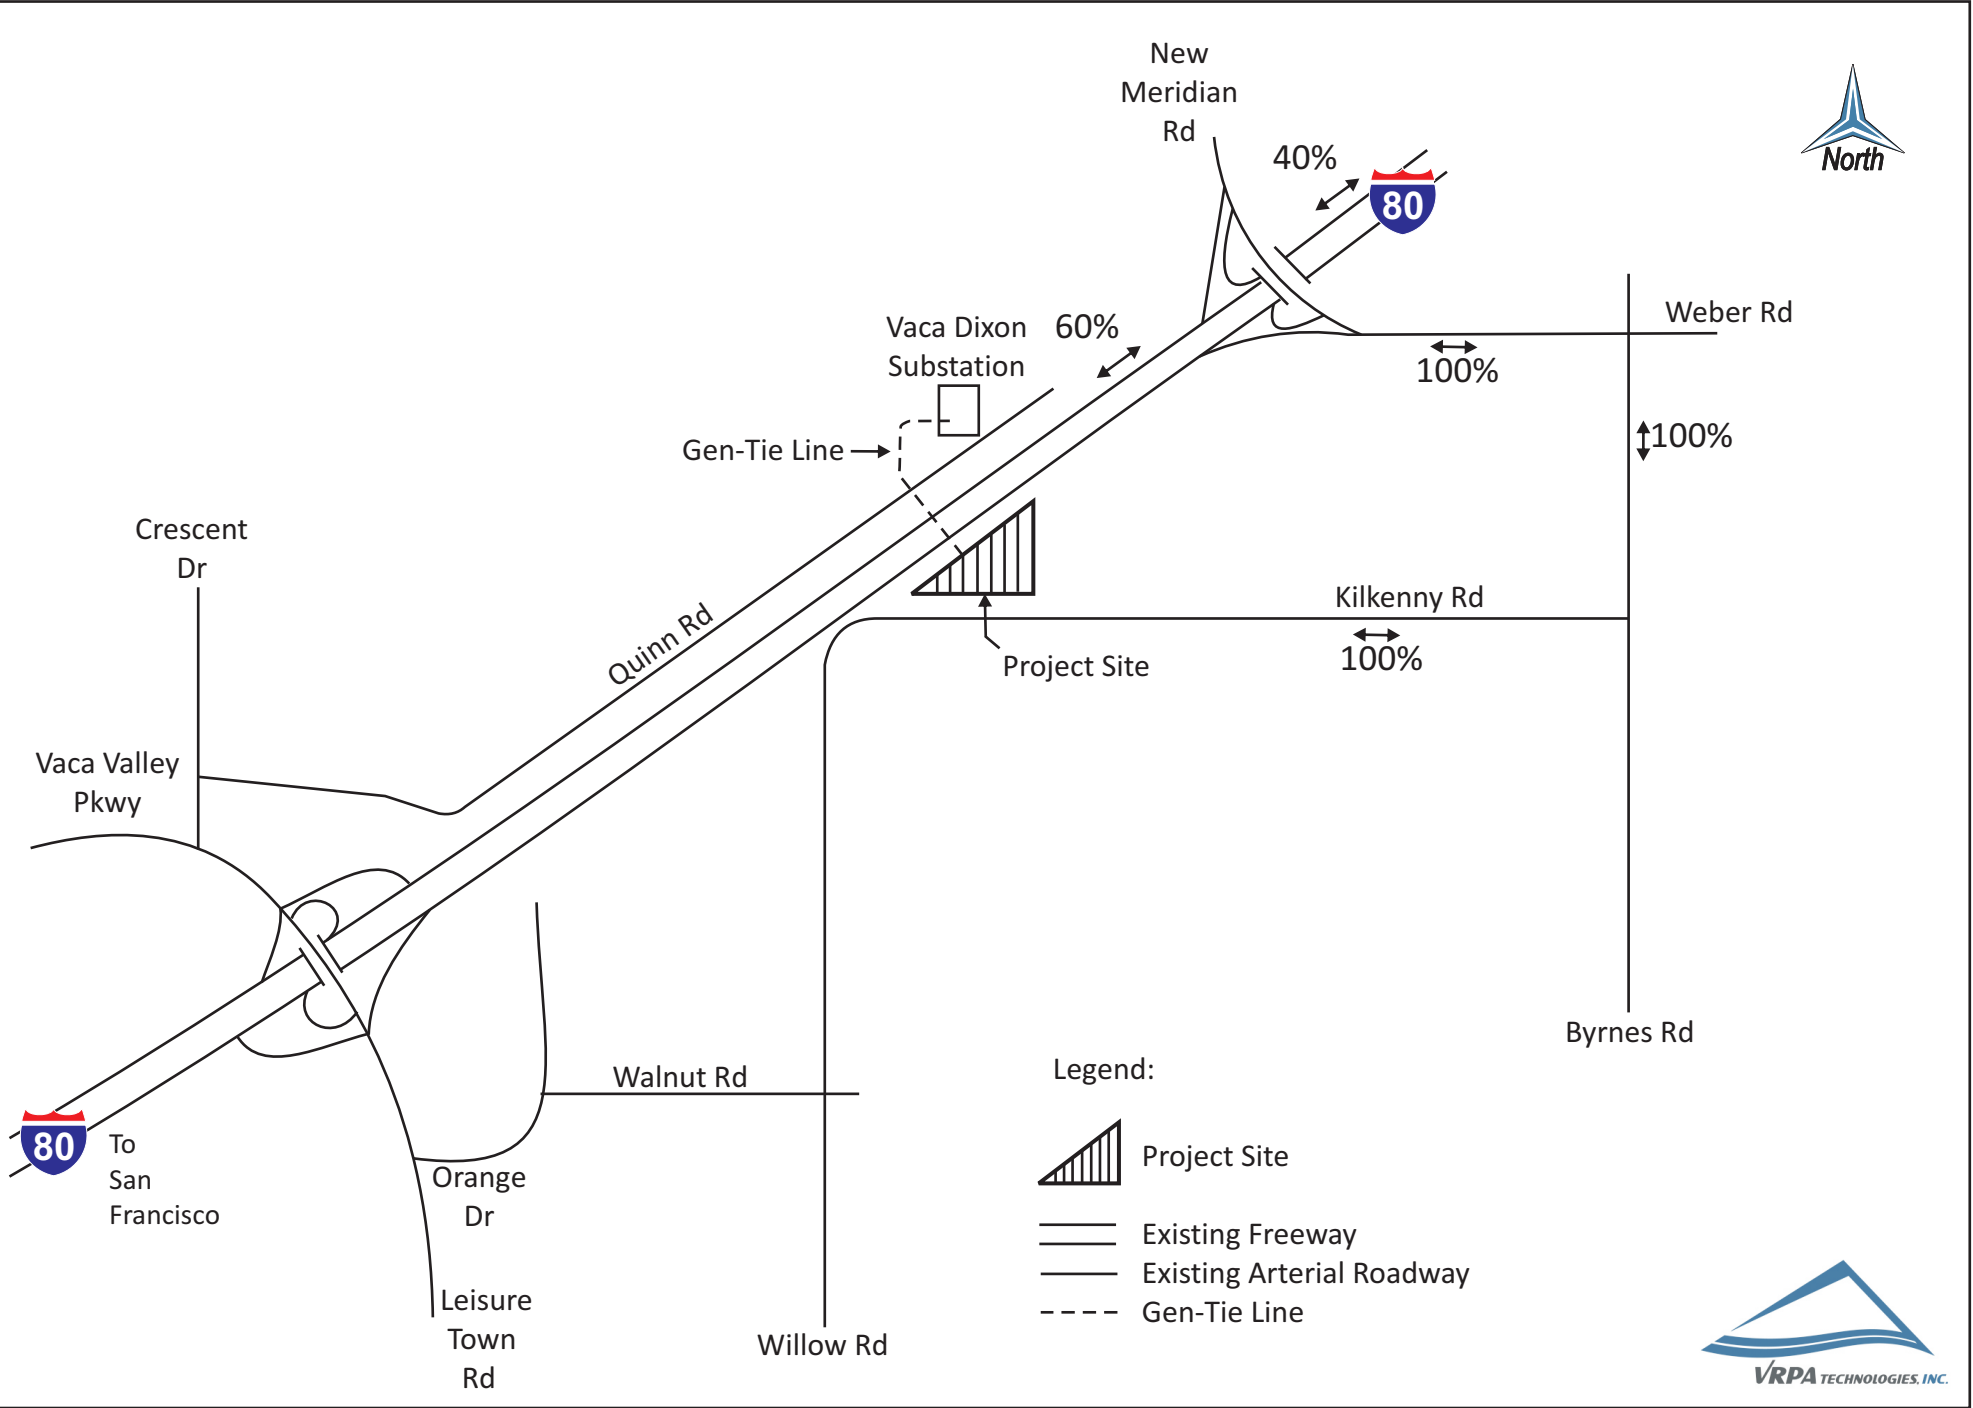 New
Meridian
Rd
40%
80
North
Weber Rd
Vaca Dixon
Substation
60%
100%
Gen-Tie Line
100%
Crescent
Dr
Quinn Rd
Kilkenny Rd
100%
Project Site
Vaca Valley
Pkwy
Byrnes Rd
Walnut Rd
Legend:
80
To
San
Francisco
Project Site
Orange
Dr
Existing Freeway
Existing Arterial Roadway
Gen-Tie Line
Leisure
Town
Rd
Willow Rd
VRPA TECHNOLOGIES, INC.